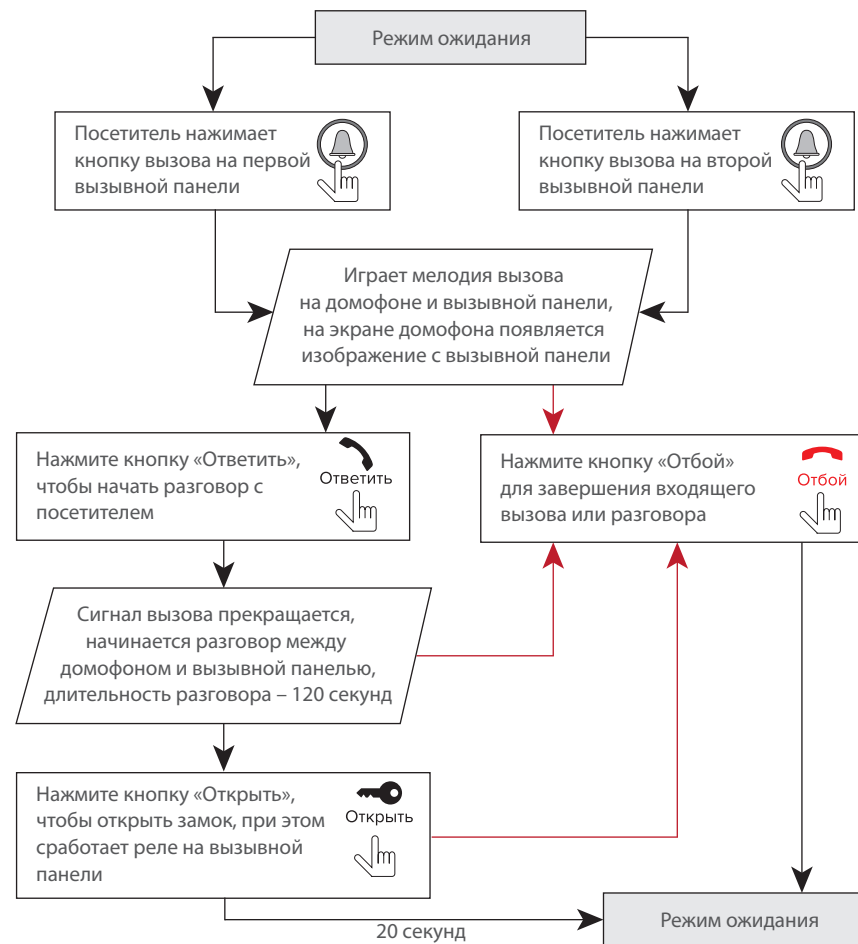 Режим ожидания
Посетитель нажимает
кнопку вызова на первой
вызывной панели
Посетитель нажимает
кнопку вызова на второй
вызывной панели
Играет мелодия вызова
на домофоне и вызывной панели,
на экране домофона появляется
изображение с вызывной панели
Нажмите кнопку «Ответить»,
чтобы начать разговор с
посетителем
Ответить
Нажмите кнопку «Отбой»
для завершения входящего
вызова или разговора
Отбой
Сигнал вызова прекращается,
начинается разговор между
домофоном и вызывной панелью,
длительность разговора – 120 секунд
Нажмите кнопку «Открыть»,
чтобы открыть замок, при этом
сработает реле на вызывной
панели
Открыть
20 секунд
Режим ожидания